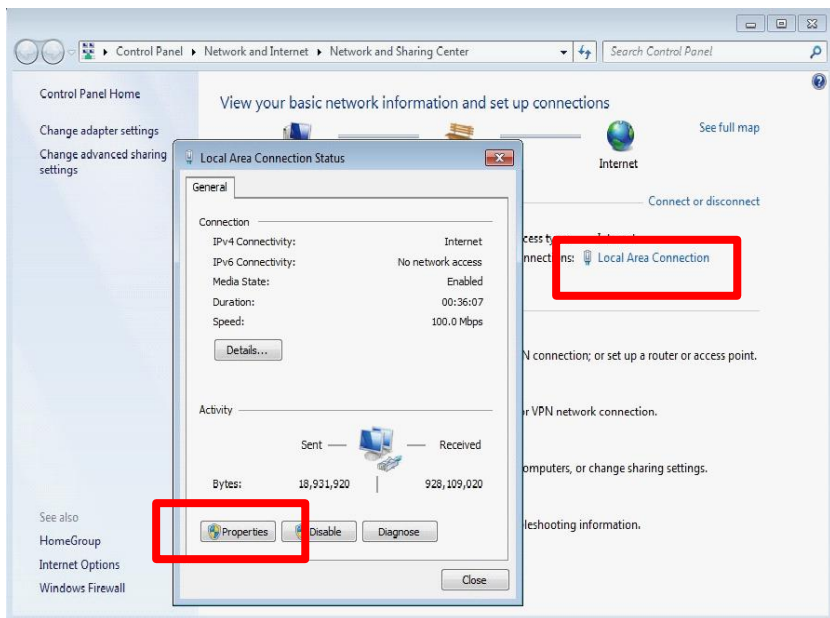 Control Panel ▸ Network and Internet ▸ Network and Sharing Center
Search Control Panel
Control Panel Home
Change adapter settings
Change advanced sharing
settings
See also
HomeGroup
Internet Options
Windows Firewall
View your basic network information and set up connections
See full map
Internet
Connect or disconnect
Local Area Connection
N connection; or set up a router or access point.
VPN network connection.
omputers, or change sharing settings.
leshooting information.
Local Area Connection Status
General
Connection
IPv4 Connectivity: Internet
IPv6 Connectivity: No network access
Media State: Enabled
Duration: 00:36:07
Speed: 100.0 Mbps
Details...
Activity
Sent Received
Bytes: 18,931,920 928,109,020
Properties Disable Diagnose
Close